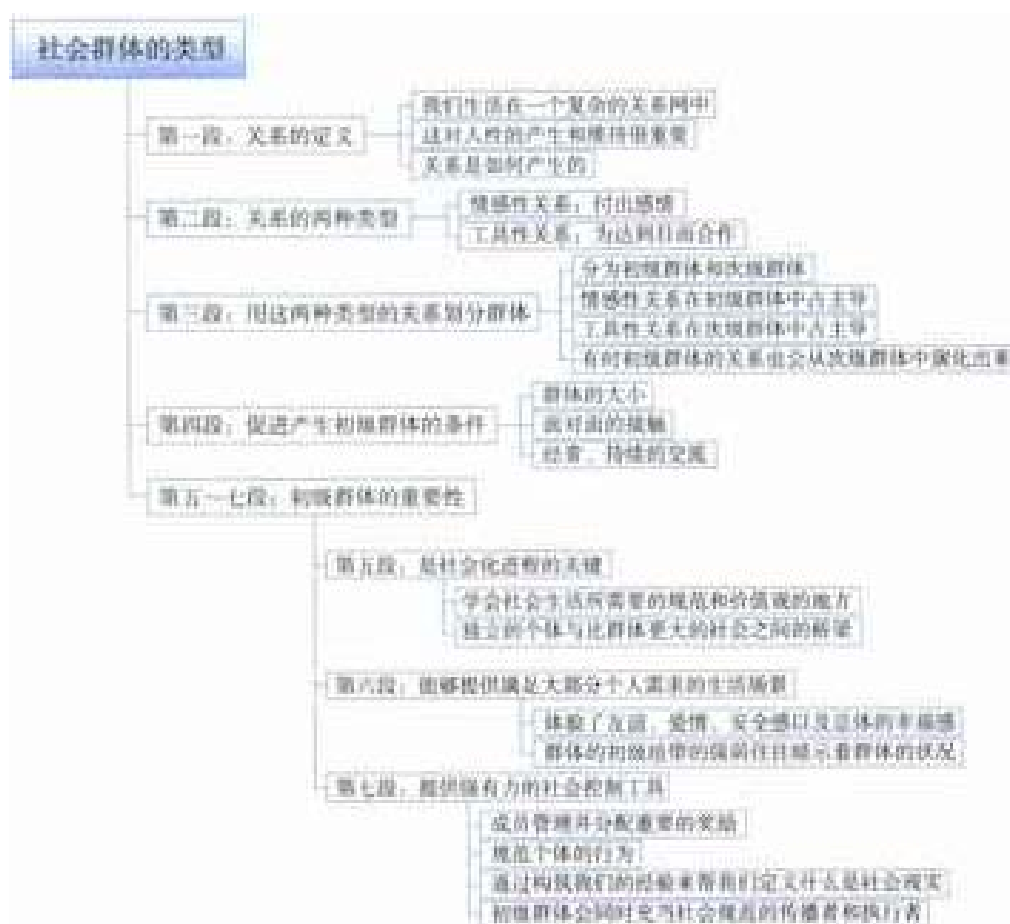 社会群体的类型
第一段：关系的定义
我们生活在一个复杂的关系网中
这对人性的产生和维持很重要
关系是如何产生的
第二段：关系的两种类型
情感性关系：付出感情
工具性关系：为达到目而合作
第三段：用这两种类型的关系划分群体
分为初级群体和次级群体
情感性关系在初级群体中占主导
工具性关系在次级群体中占主导
有时初级群体的关系也会从次级群体中演化出来
第四段：促进产生初级群体的条件
群体的大小
面对面的接触
经常、持续的交流
第五一七段：初级群体的重要性
第五段：是社会化进程的关键
学会社会生活所需要的规范和价值观的地方
独立的个体与比群体更大的社会之间的桥梁
第六段：能够提供满足大部分个人需求的生活场景
体验了友谊、爱情、安全感以及总体的幸福感
群体的初级纽带的强弱往往暗示着群体的状况
第七段：提供强有力的社会控制工具
成员管理并分配重要的奖励
规范个体的行为
通过构筑我们的经验来帮我们定义什么是社会现实
初级群体会同时充当社会规范的传播者和执行者